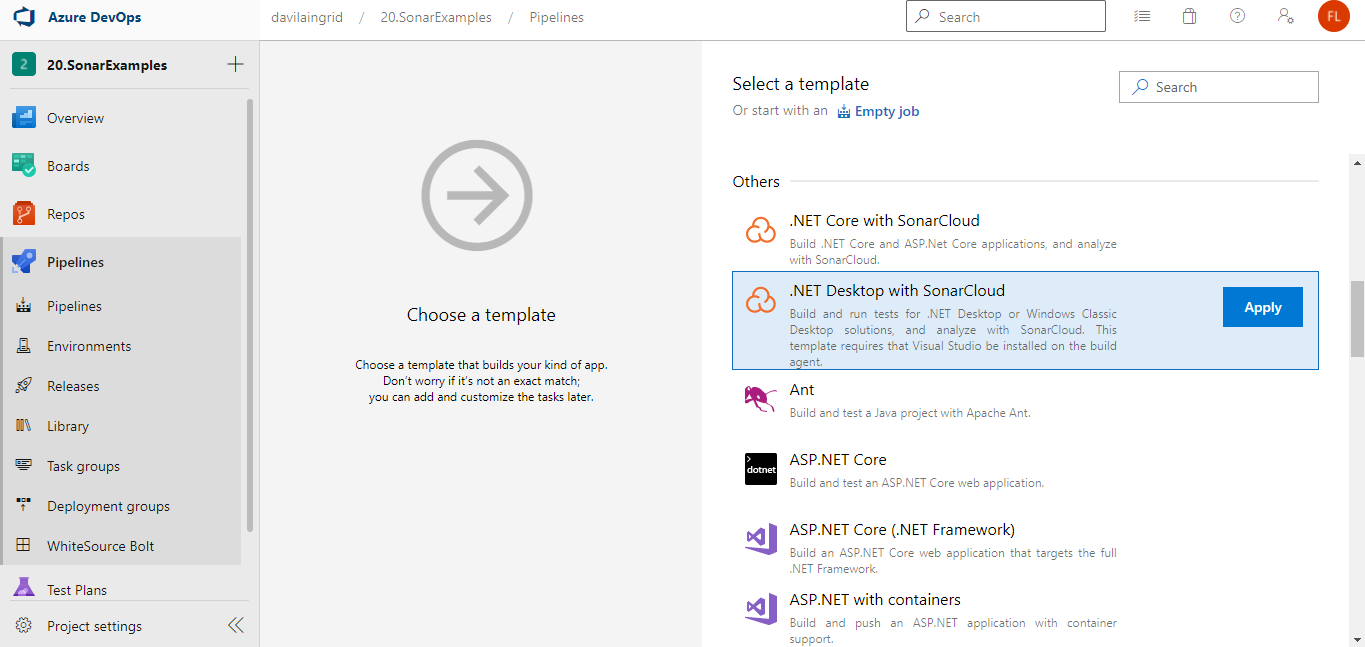 Azure DevOps
davilaingrid / 20.SonarExamples / Pipelines
Search
FL
2 20.SonarExamples
Overview
Boards
Repos
Pipelines
Pipelines
Environments
Releases
Library
Task groups
Deployment groups
WhiteSource Bolt
Test Plans
Project settings
Choose a template
Choose a template that builds your kind of app.
Don't worry if it's not an exact match;
you can add and customize the tasks later.
Select a template
Or start with an Empty job
Search
Others
.NET Core with SonarCloud
Build .NET Core and ASP.Net Core applications, and analyze
with SonarCloud.
.NET Desktop with SonarCloud
Build and run tests for .NET Desktop or Windows Classic
Desktop solutions, and analyze with SonarCloud. This
template requires that Visual Studio be installed on the build
agent.
Apply
Ant
Build and test a Java project with Apache Ant.
dotnet
ASP.NET Core
Build and test an ASP.NET Core web application.
ASP.NET Core (.NET Framework)
Build an ASP.NET Core web application that targets the full
.NET Framework.
ASP.NET with containers
Build and push an ASP.NET application with container
support.